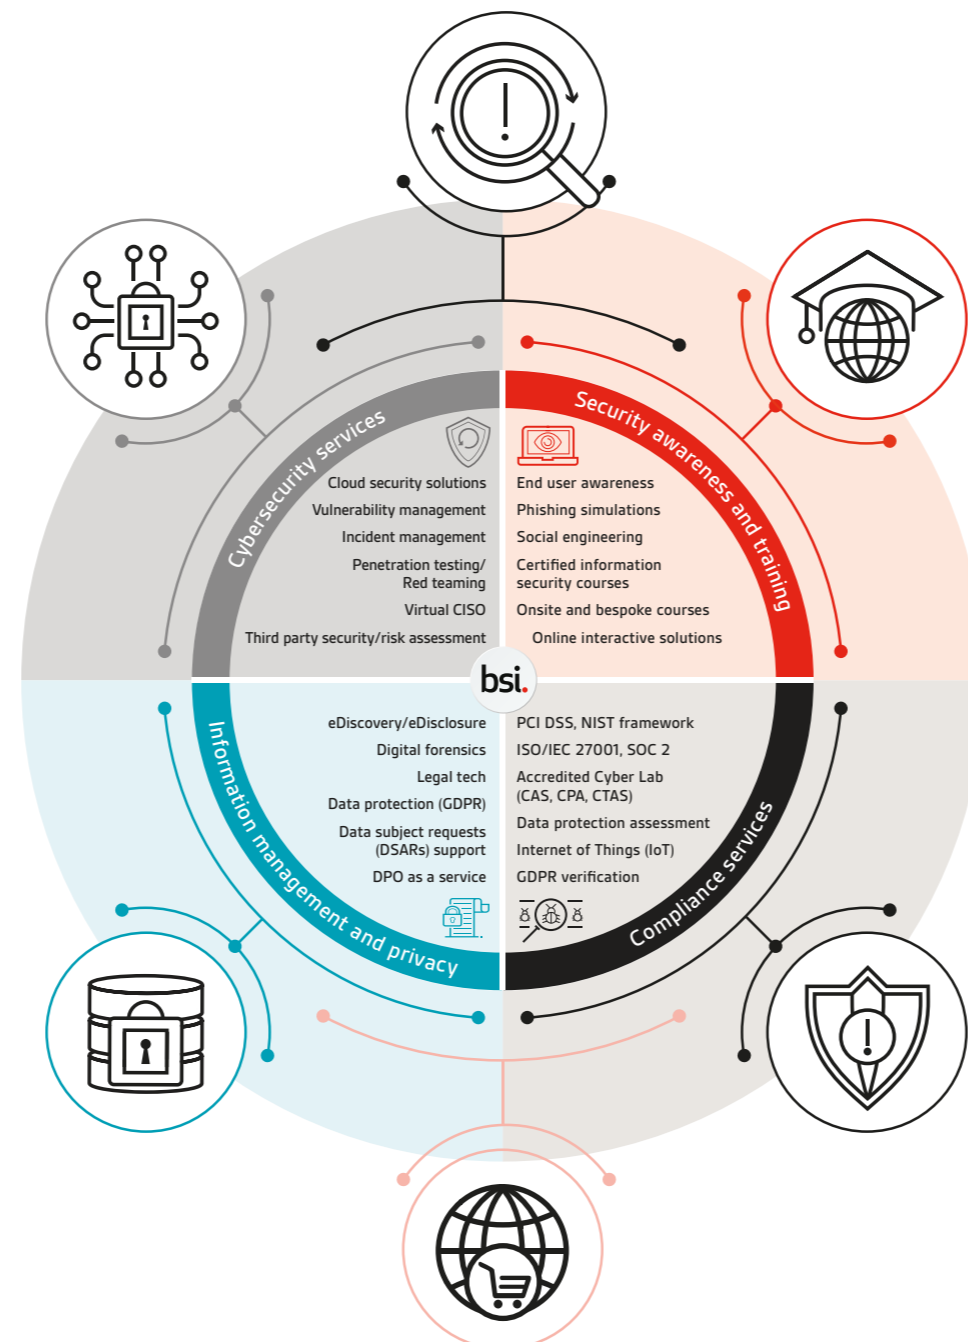 Cybersecurity services
Cloud security solutions
Vulnerability management
Incident management
Penetration testing/
Red teaming
Virtual CISO
Third party security/risk assessment
Security awareness and training
End user awareness
Phishing simulations
Social engineering
Certified information
security courses
Onsite and bespoke courses
Online interactive solutions
bsi.
Information management and privacy
eDiscovery/eDisclosure
Digital forensics
Legal tech
Data protection (GDPR)
Data subject requests
(DSARs) support
DPO as a service
Compliance services
PCI DSS, NIST framework
ISO/IEC 27001, SOC 2
Accredited Cyber Lab
(CAS, CPA, CTAS)
Data protection assessment
Internet of Things (IoT)
GDPR verification